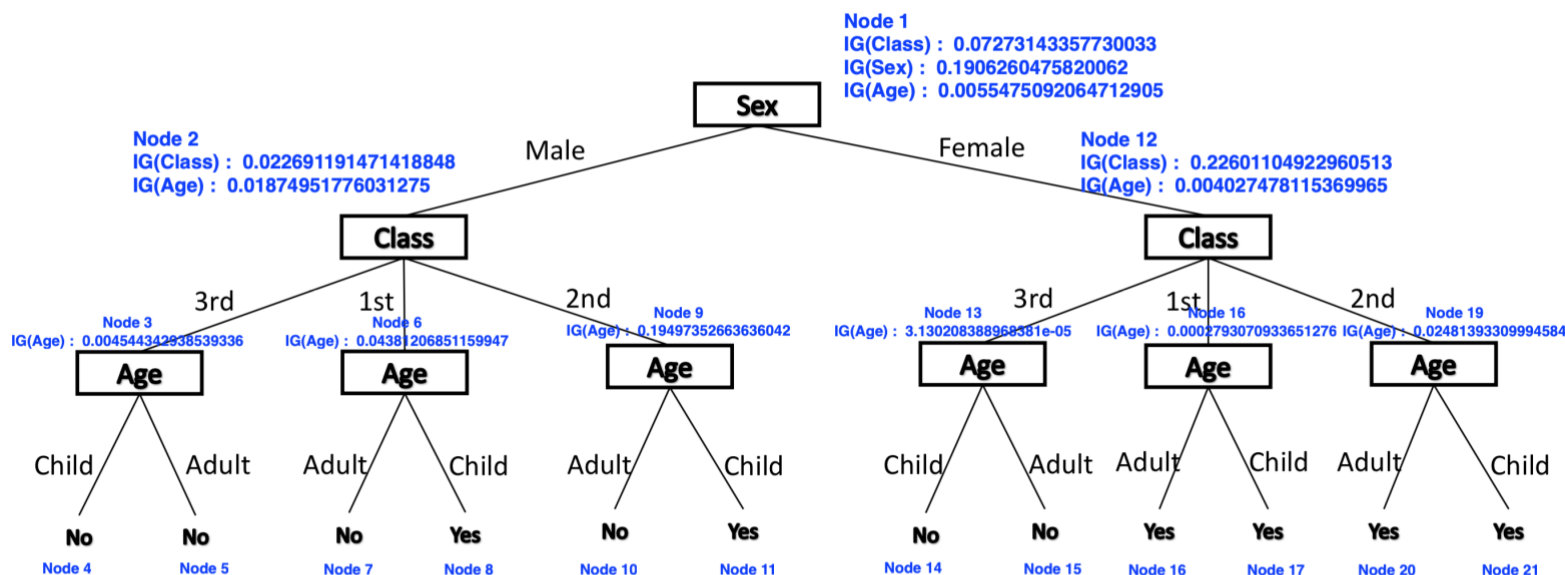 Node 1
IG(Class) : 0.07273143357730033
IG(Sex) : 0.1906260475820062
IG(Age) : 0.0055475092064712905
Sex
Node 2
IG(Class) : 0.022691191471418848
IG(Age) : 0.01874951776031275
Male
Female
Node 12
IG(Class) : 0.22601104922960513
IG(Age) : 0.004027478115369965
Class
Class
3rd
1st
2nd
3rd
1st
2nd
Node 3
IG(Age) : 0.004544342938539336
Node 6
IG(Age) : 0.04381206851159947
Node 9
IG(Age) : 0.19497352663636042
Node 13
IG(Age) : 3.130208388968381e-05
Node 16
IG(Age) : 0.0002793070933651276
Node 19
IG(Age) : 0.02481393309994584
Age
Age
Age
Age
Age
Age
Child
Adult
Adult
Child
Adult
Child
Child
Adult
Adult
Child
Adult
Child
No
No
No
Yes
No
Yes
No
No
Yes
Yes
Yes
Yes
Node 4
Node 5
Node 7
Node 8
Node 10
Node 11
Node 14
Node 15
Node 16
Node 17
Node 20
Node 21